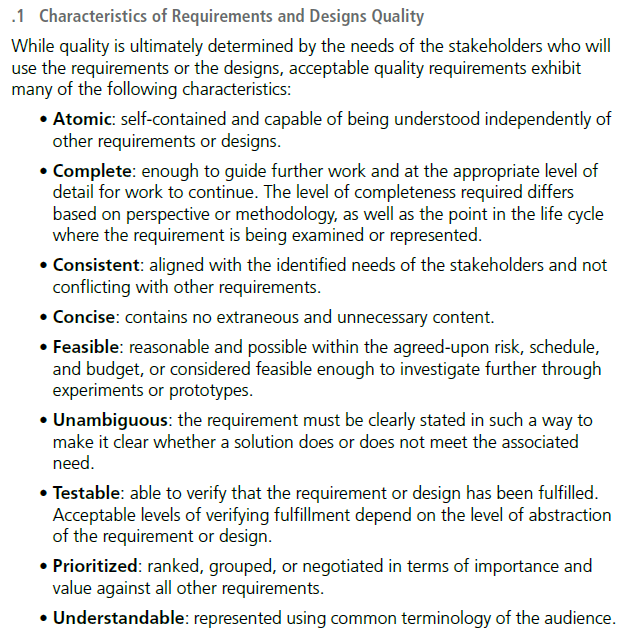 .1 Characteristics of Requirements and Designs Quality
While quality is ultimately determined by the needs of the stakeholders who will
use the requirements or the designs, acceptable quality requirements exhibit
many of the following characteristics:
• Atomic: self-contained and capable of being understood independently of
other requirements or designs.
• Complete: enough to guide further work and at the appropriate level of
detail for work to continue. The level of completeness required differs
based on perspective or methodology, as well as the point in the life cycle
where the requirement is being examined or represented.
• Consistent: aligned with the identified needs of the stakeholders and not
conflicting with other requirements.
• Concise: contains no extraneous and unnecessary content.
• Feasible: reasonable and possible within the agreed-upon risk, schedule,
and budget, or considered feasible enough to investigate further through
experiments or prototypes.
• Unambiguous: the requirement must be clearly stated in such a way to
make it clear whether a solution does or does not meet the associated
need.
• Testable: able to verify that the requirement or design has been fulfilled.
Acceptable levels of verifying fulfillment depend on the level of abstraction
of the requirement or design.
• Prioritized: ranked, grouped, or negotiated in terms of importance and
value against all other requirements.
• Understandable: represented using common terminology of the audience.